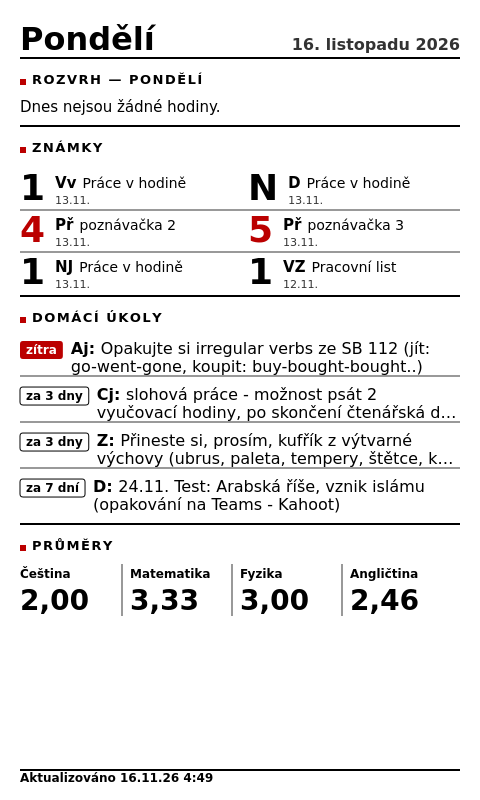 Pondělí
16. listopadu 2026
ROZVRH — PONDĚLÍ
Dnes nejsou žádné hodiny.
ZNÁMKY
1 Vv Práce v hodině
13.11.
N D Práce v hodině
13.11.
4 Př poznávačka 2
13.11.
5 Př poznávačka 3
13.11.
1 NJ Práce v hodině
13.11.
1 VZ Pracovní list
12.11.
DOMÁCÍ ÚKOLY
zítra Aj: Opakujte si irregular verbs ze SB 112 (jít:
go-went-gone, koupit: buy-bought-bought..)
za 3 dny Cj: slohová práce - možnost psát 2
vyučovací hodiny, po skončení čtenářská d...
za 3 dny Z: Přineste si, prosím, kufřík z výtvarné
výchovy (ubrus, paleta, tempery, štětce, k...
za 7 dní D: 24.11. Test: Arabská říše, vznik islámu
(opakování na Teams - Kahoot)
PRŮMĚRY
Čeština Matematika Fyzika Angličtina
2,00 3,33 3,00 2,46
Aktualizováno 16.11.26 4:49